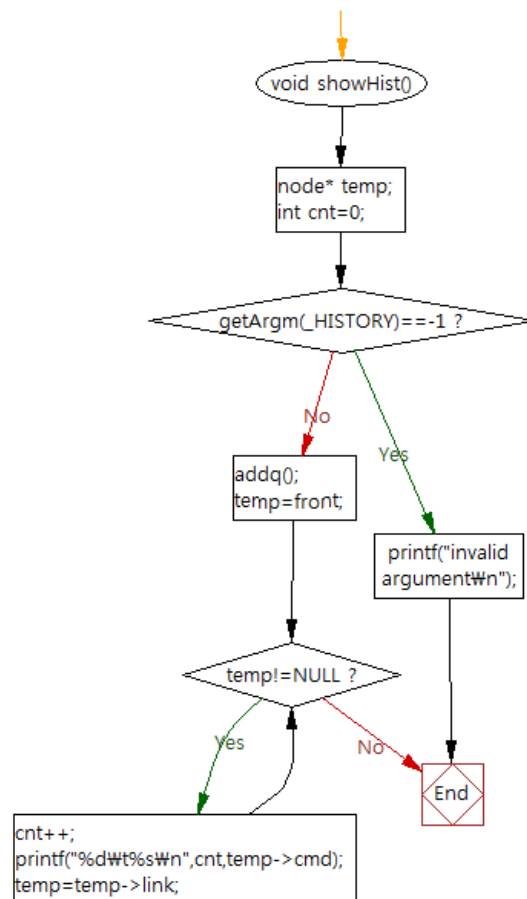 void showHist()
node* temp;
int cnt=0;
getArgm(_HISTORY)==-1 ?
No
Yes
addq();
temp=front;
printf("invalid
argument₩n");
temp!=NULL ?
Yes
No
End
cnt++;
printf("%d₩t%s₩n",cnt,temp->cmd);
temp=temp->link;